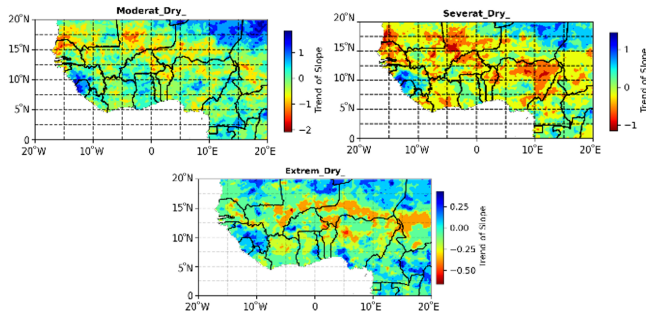 Moderat_Dry_
20°N
15°N
10°N
5°N
0
20°W 10°W 0 10°E 20°E
1
0
−1
−2
Trend of Slope
Severat_Dry_
20°N
15°N
10°N
5°N
0
20°W 10°W 0 10°E 20°E
1
0
−1
Trend of Slope
Extrem_Dry_
20°N
15°N
10°N
5°N
0
20°W 10°W 0 10°E 20°E
0.25
0.00
−0.25
−0.50
Trend of Slope